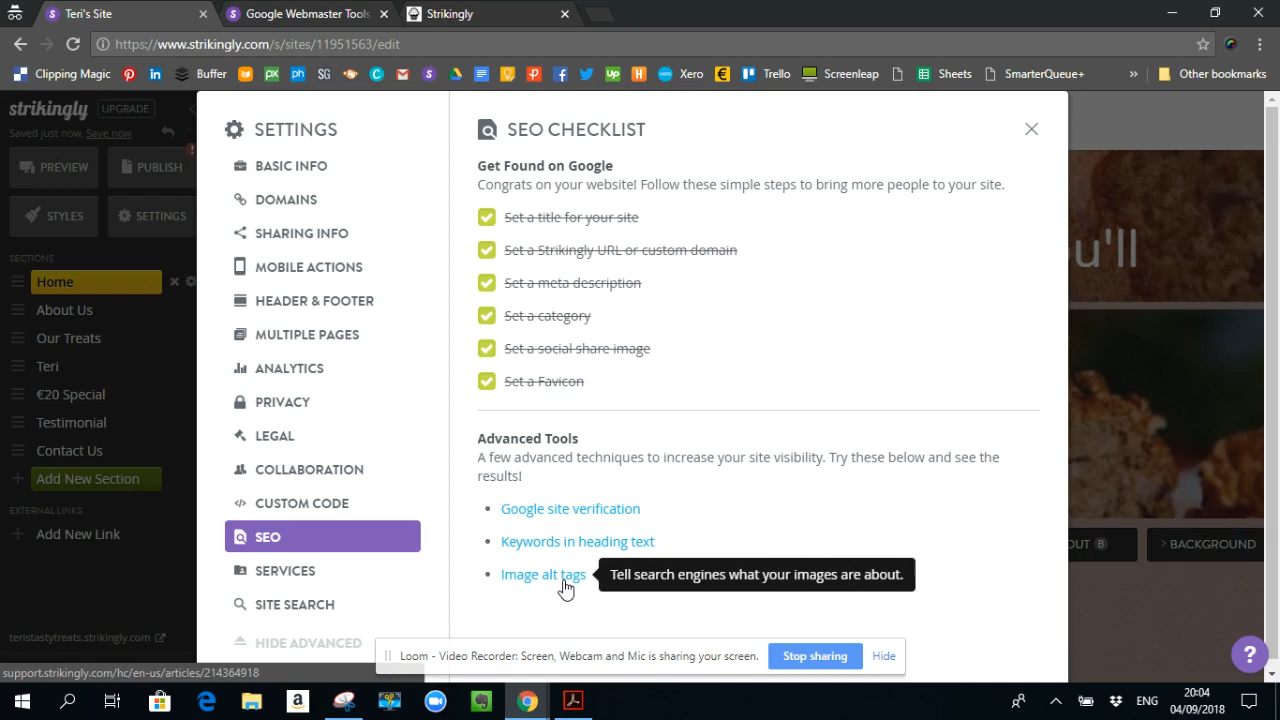 Teri's Site
Google Webmaster Tools
Strikingly
https://www.strikingly.com/s/sites/11951563/edit
Clipping Magic
Buffer
SG
Xero
Trello
Screenleap
Sheets
SmarterQueue+
»
Other bookmarks
strikingly
UPGRADE
Saved just now. Save now
PREVIEW
PUBLISH
STYLES
SETTINGS
SECTIONS
Home
About Us
Our Treats
Teri
€20 Special
Testimonial
Contact Us
Add New Section
EXTERNAL LINKS
Add New Link
teristastytreats.strikingly.com
support.strikingly.com/hc/en-us/articles/214364918
SETTINGS
BASIC INFO
DOMAINS
SHARING INFO
MOBILE ACTIONS
HEADER & FOOTER
MULTIPLE PAGES
ANALYTICS
PRIVACY
LEGAL
COLLABORATION
CUSTOM CODE
SEO
SERVICES
SITE SEARCH
HIDE ADVANCED
SEO CHECKLIST
Get Found on Google
Congrats on your website! Follow these simple steps to bring more people to your site.
Set a title for your site
Set a Strikingly URL or custom domain
Set a meta description
Set a category
Set a social share image
Set a Favicon
Advanced Tools
A few advanced techniques to increase your site visibility. Try these below and see the
results!
Google site verification
Keywords in heading text
Image alt tags
Tell search engines what your images are about.
u'll
OUT B
BACKGROUND
Loom - Video Recorder: Screen, Webcam and Mic is sharing your screen.
Stop sharing
Hide
ENG
20:04
04/09/2018